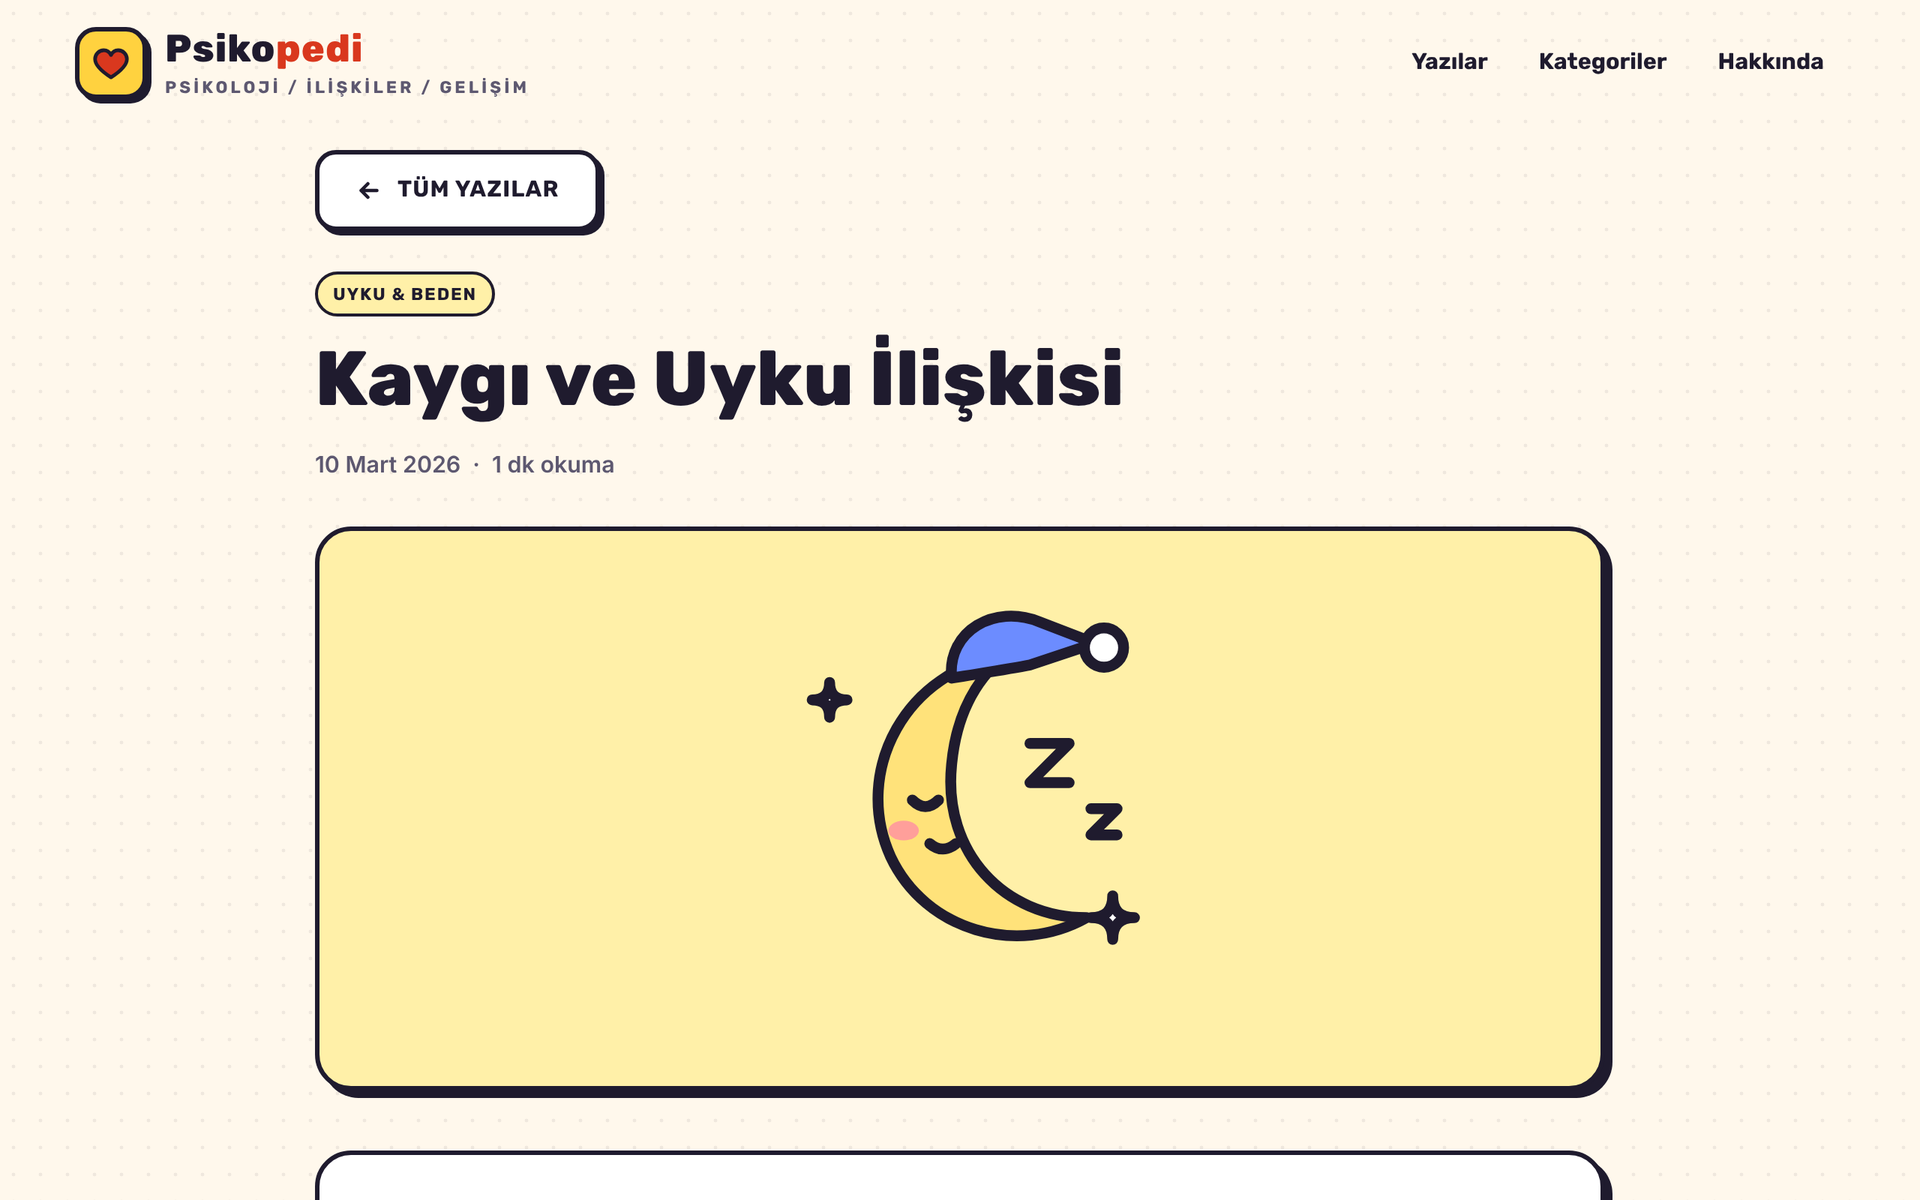 Psikopedi
PSİKOLOJİ / İLİŞKİLER / GELİŞİM
Yazılar Kategoriler Hakkında
← TÜM YAZILAR
UYKU & BEDEN
Kaygı ve Uyku İlişkisi
10 Mart 2026 · 1 dk okuma
Z
z